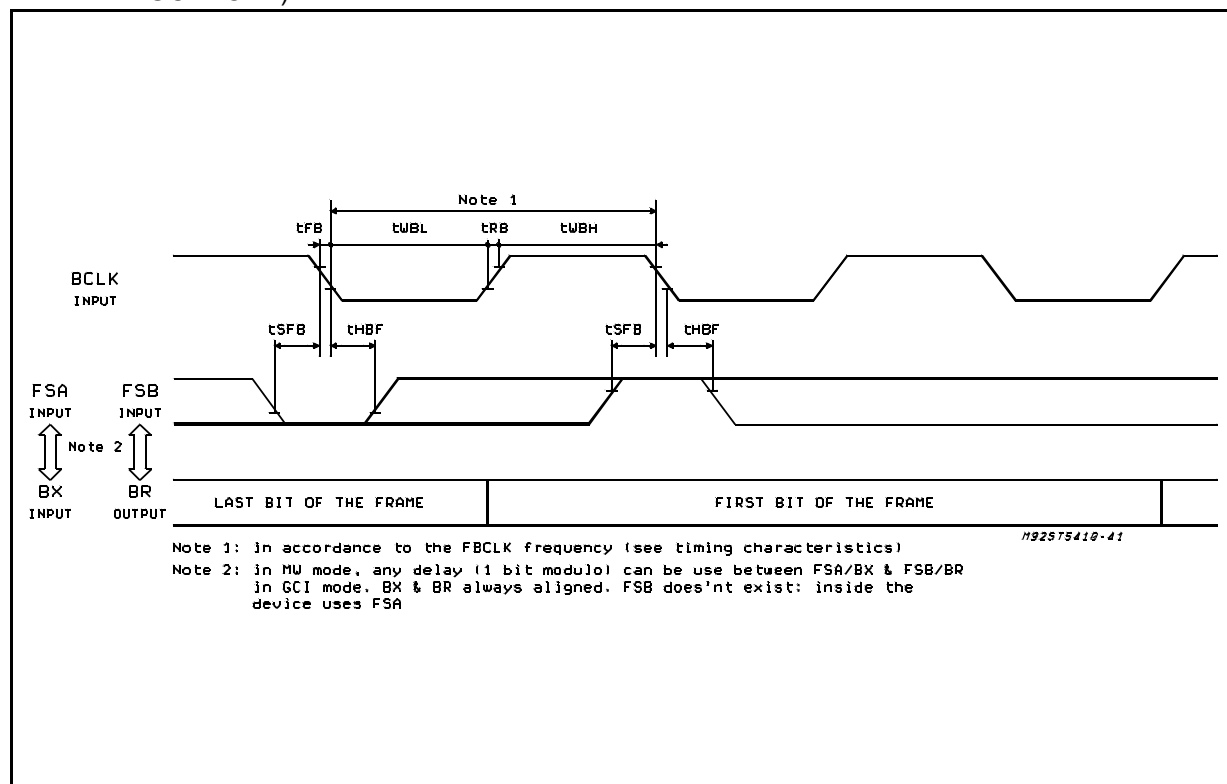 Note 1
tFB tWBL tRB tWBH
BCLK
INPUT
tSFB tHBF tSFB tHBF
FSA FSB
INPUT INPUT
Note 2
BX BR
INPUT OUTPUT
LAST BIT OF THE FRAME FIRST BIT OF THE FRAME
M92ST5410-41
Note 1: in accordance to the FBCLK frequency (see timing characteristics)
Note 2: in MW mode, any delay (1 bit modulo) can be use between FSA/BX & FSB/BR
in GCI mode, BX & BR always aligned. FSB does'nt exist: inside the
device uses FSA